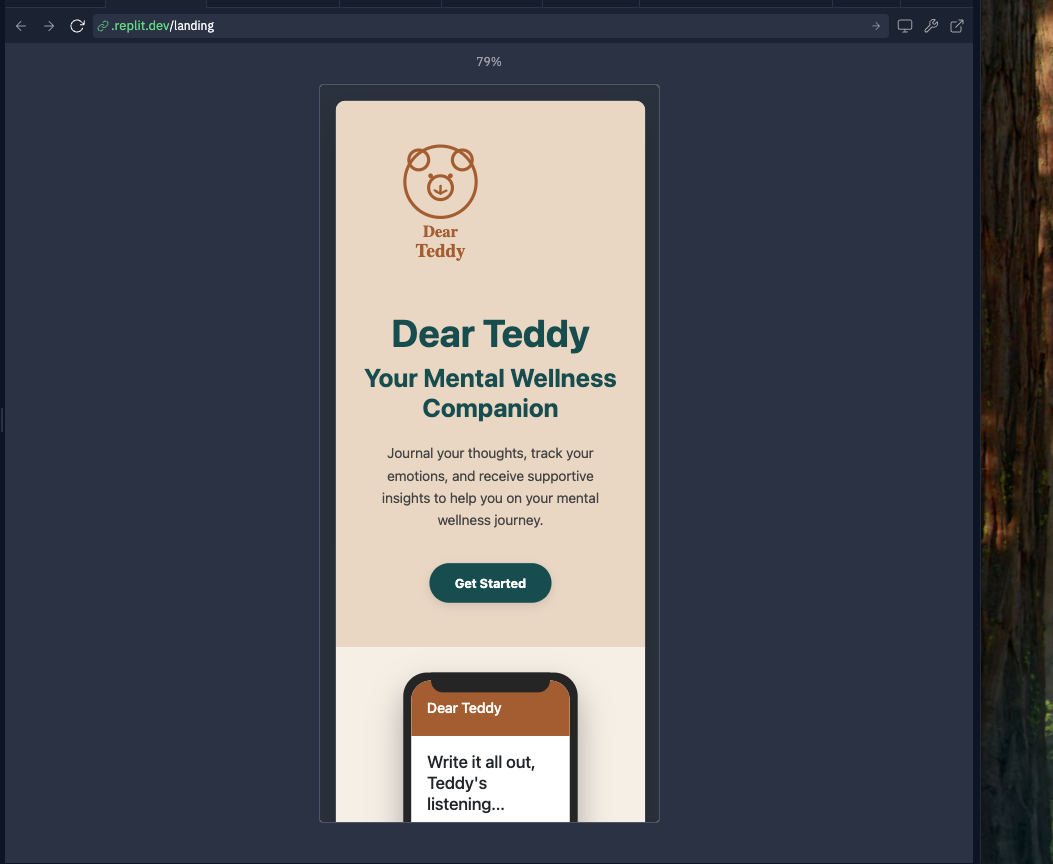 .replit.dev/landing
79%
Dear
Teddy
Dear Teddy
Your Mental Wellness
Companion
Journal your thoughts, track your
emotions, and receive supportive
insights to help you on your mental
wellness journey.
Get Started
Dear Teddy
Write it all out,
Teddy's
listening...